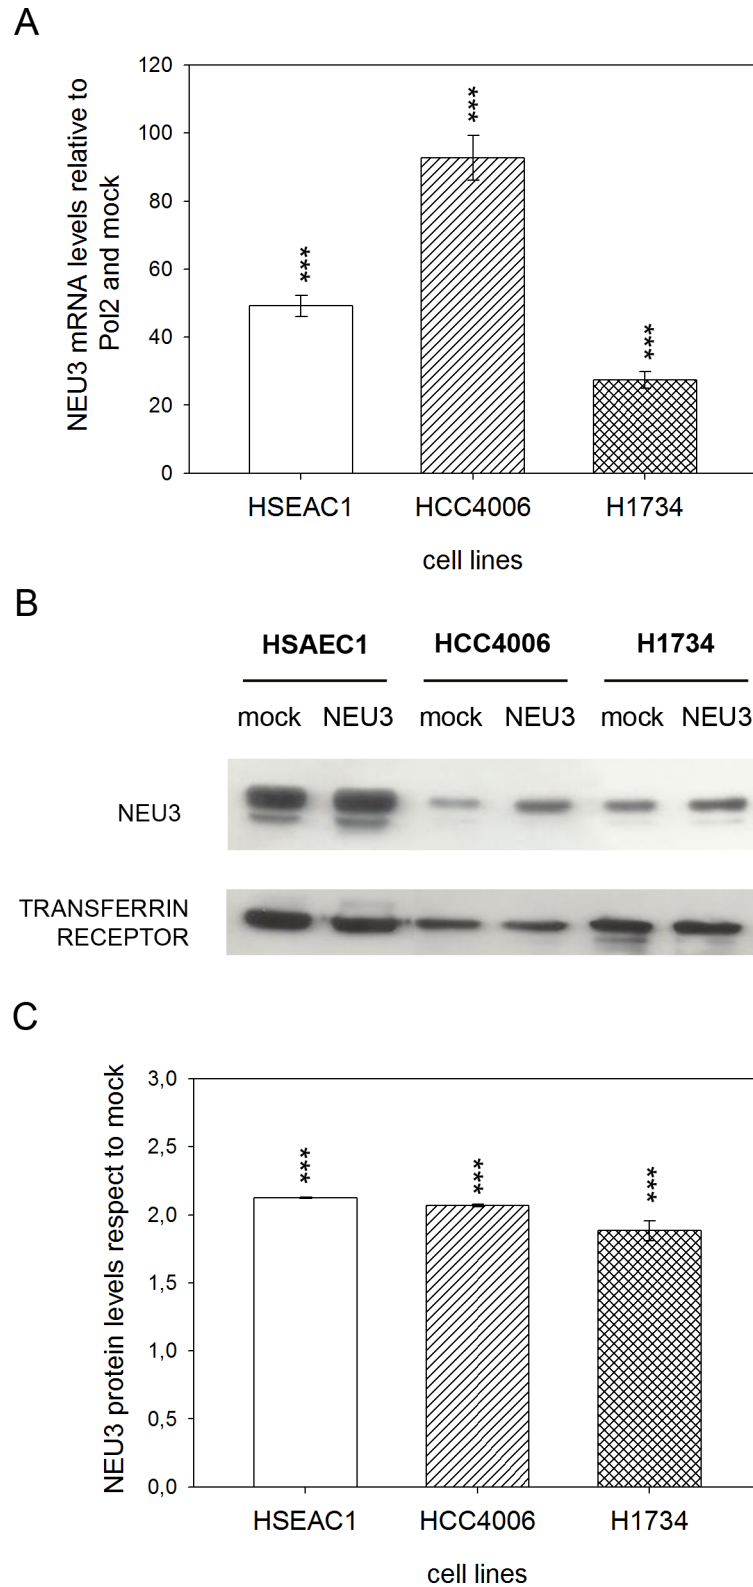 A
NEU3 mRNA levels relative to
Pol2 and mock
120
100
80
60
40
20
0
***
***
***
HSEAC1 HCC4006 H1734
cell lines
B
HSAEC1 HCC4006 H1734
mock NEU3 mock NEU3 mock NEU3
NEU3
TRANSFERRIN
RECEPTOR
C
NEU3 protein levels respect to mock
3,0
2,5
2,0
1,5
1,0
0,5
0,0
***
***
***
HSEAC1 HCC4006 H1734
cell lines